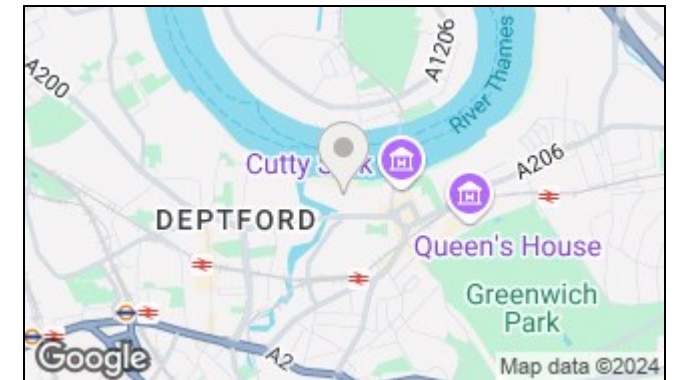 A200
A1206
River Thames
Cutty S k
A206
DEPTFORD
Queen's House
Greenwich
Park
A2
Google
Map data ©2024